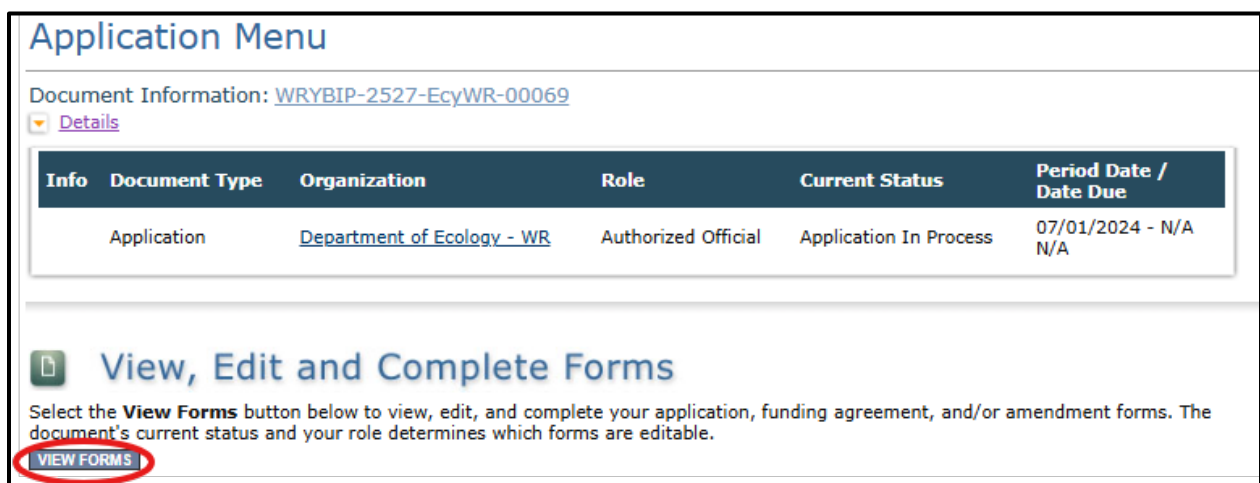 Application Menu
Document Information: WRYBIP-2527-EcyWR-00069
Details
Info Document Type Organization Role Current Status Period Date / Date Due
Application Department of Ecology - WR Authorized Official Application In Process 07/01/2024 - N/A N/A
View, Edit and Complete Forms
Select the View Forms button below to view, edit, and complete your application, funding agreement, and/or amendment forms. The
document's current status and your role determines which forms are editable.
VIEW FORMS